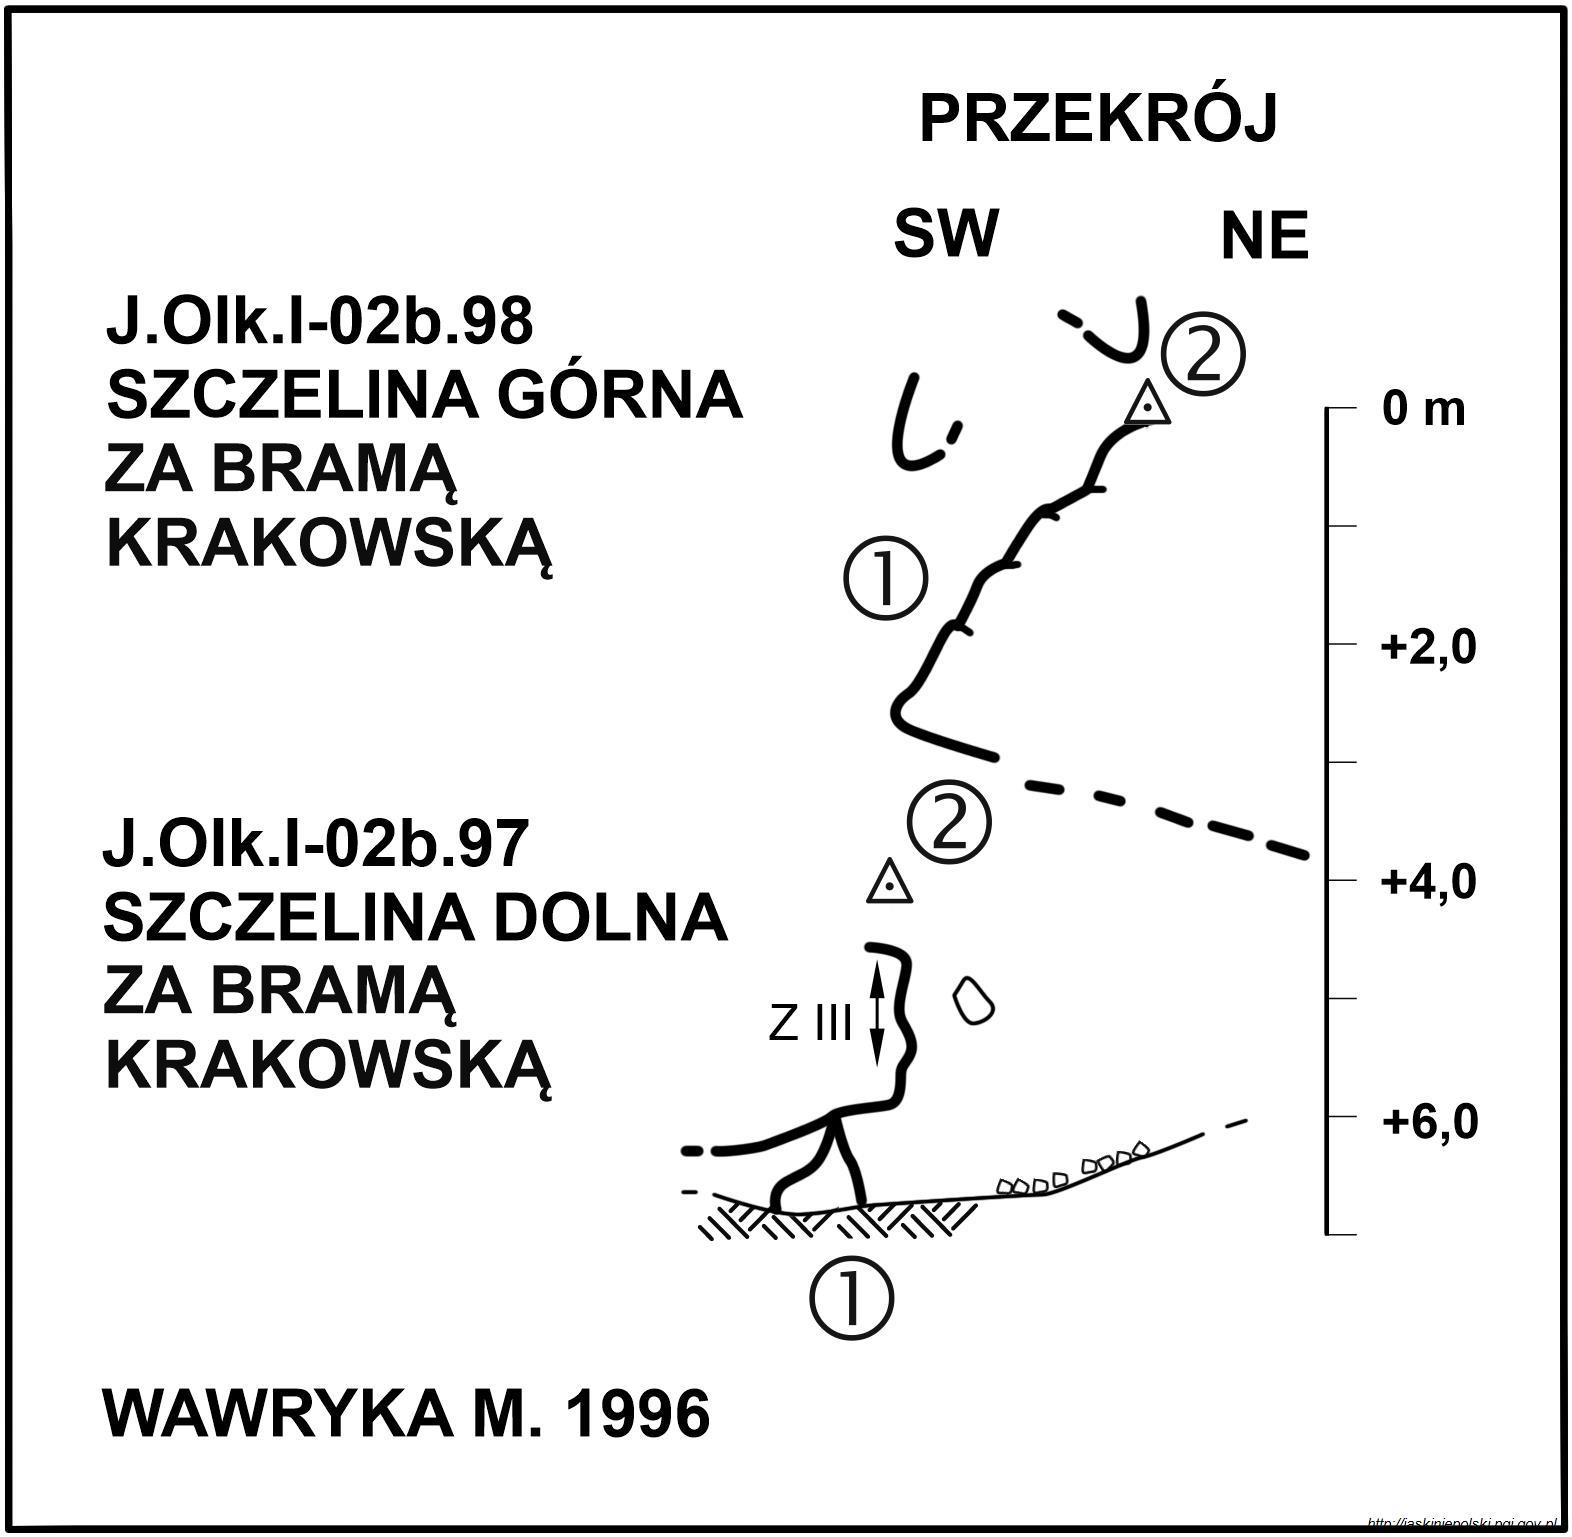 PRZEKRÓJ
SW NE
J.Olk.I-02b.98
SZCZELINA GÓRNA
ZA BRAMĄ
KRAKOWSKĄ
2
1
0 m
+2,0
2
+4,0
J.Olk.I-02b.97
SZCZELINA DOLNA
ZA BRAMĄ
KRAKOWSKĄ
Z III
+6,0
1
WAWRYKA M. 1996
http://jaskiniepolski.pgi.gov.pl